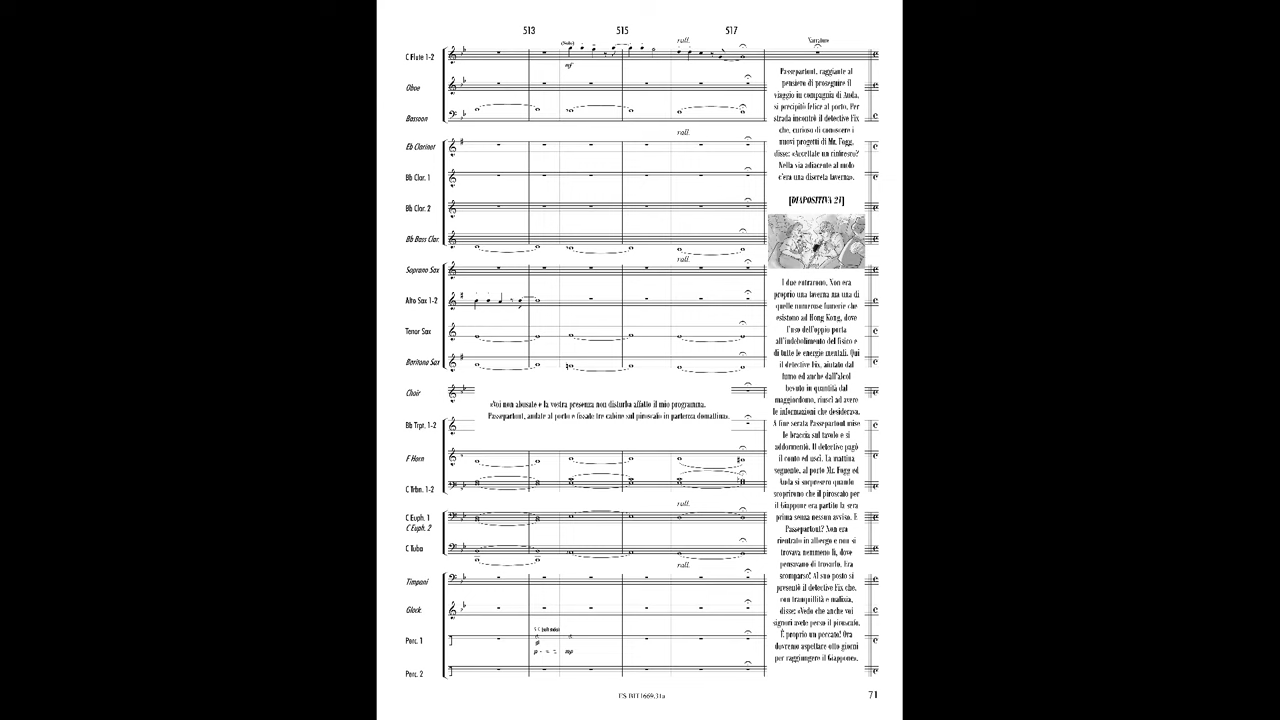 513 515 517
(Solo) rall. Narratore
C Flute 1-2
mf
Oboe
Bassoon
rall.
Eb Clarinet
Bb Clar. 1
Bb Clar. 2
Bb Bass Clar.
rall.
Soprano Sax
Alto Sax 1-2
Tenor Sax
Baritone Sax
Choir
«Voi non abusate e la vostra presenza non disturba affatto il mio programma.
Passepartout, andate al porto e fissate tre cabine sul piroscafo in partenza domattina».
Bb Trpt. 1-2
F Horn
C Trbn. 1-2
rall.
C Euph. 1
C Euph. 2
C Tuba
rall.
Timpani
Glock.
Perc. 1
p mp
Perc. 2
Passepartout, raggiante al
pensiero di proseguire il
viaggio in compagnia di Auda,
si precipitò felice al porto. Per
strada incontrò il detective Fix
che, curioso di conoscere i
nuovi progetti di Mr. Fogg,
disse: «Accettate un rinfresco?
Nella via adiacente al molo
c'era una discreta taverna».
[DIAPOSITIVA 21]
I due entrarono. Non era
proprio una taverna ma una di
quelle numerose fumerie che
esistono ad Hong Kong, dove
l'uso dell'oppio porta
all'indebolimento del fisico e
di tutte le energie mentali. Qui
il detective Fix, aiutato dal
fumo ed anche dall'alcol
bevuto in quantità dal
maggiordomo, riuscì ad avere
le informazioni che desiderava.
A fine serata Passepartout mise
le braccia sul tavolo e si
addormentò. Il detective pagò
il conto ed uscì. La mattina
seguente, al porto Mr. Fogg ed
Auda si sorpresero quando
scoprirono che il piroscafo per
il Giappone era partito la sera
prima senza nessun avviso. E
Passepartout? Non era
rientrato in albergo e non si
trovava nemmeno lì, dove
pensavano di trovarlo. Era
scomparso! Al suo posto si
presentò il detective Fix che,
con tranquillità e malizia,
disse: «Vedo che anche voi
signori avete perso il piroscafo.
È proprio un peccato! Ora
dovremo aspettare otto giorni
per raggiungere il Giappone».
ES BIT1669.31a
71